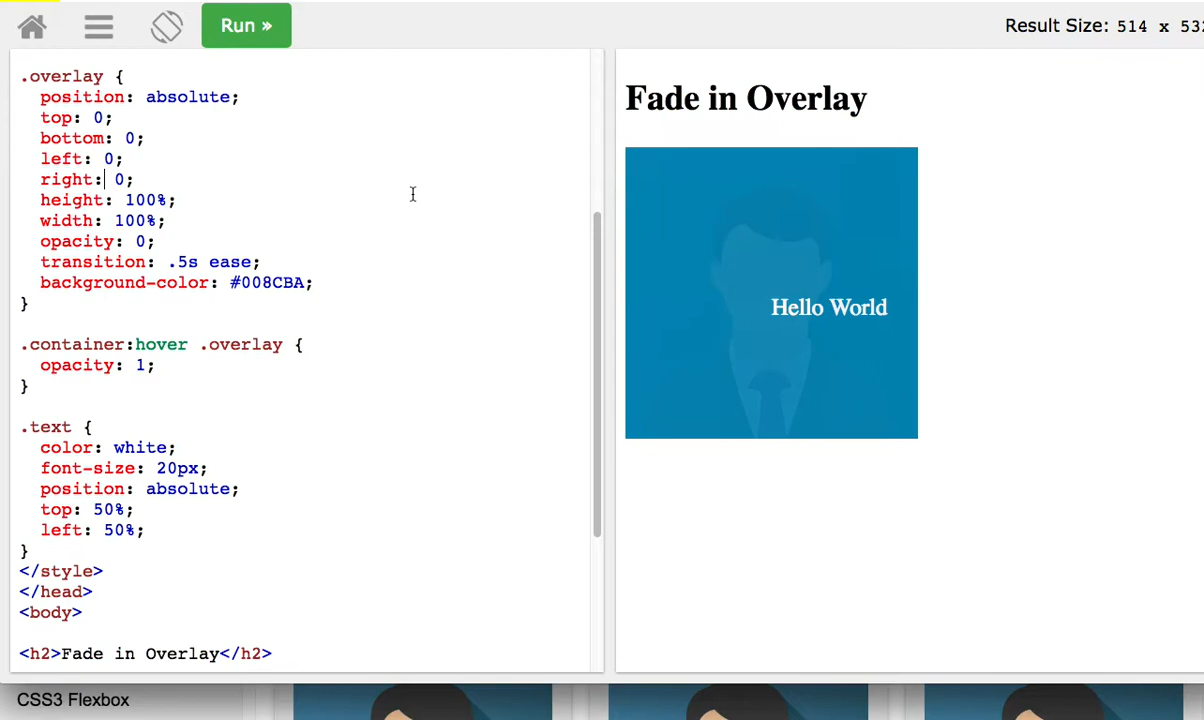 Run »
Result Size: 514 x 532
.overlay {
position: absolute;
top: 0;
bottom: 0;
left: 0;
right: 0;
height: 100%;
width: 100%;
opacity: 0;
transition: .5s ease;
background-color: #008CBA;
}
.container:hover .overlay {
opacity: 1;
}
.text {
color: white;
font-size: 20px;
position: absolute;
top: 50%;
left: 50%;
}
</style>
</head>
<body>
<h2>Fade in Overlay</h2>
Fade in Overlay
Hello World
CSS3 Flexbox